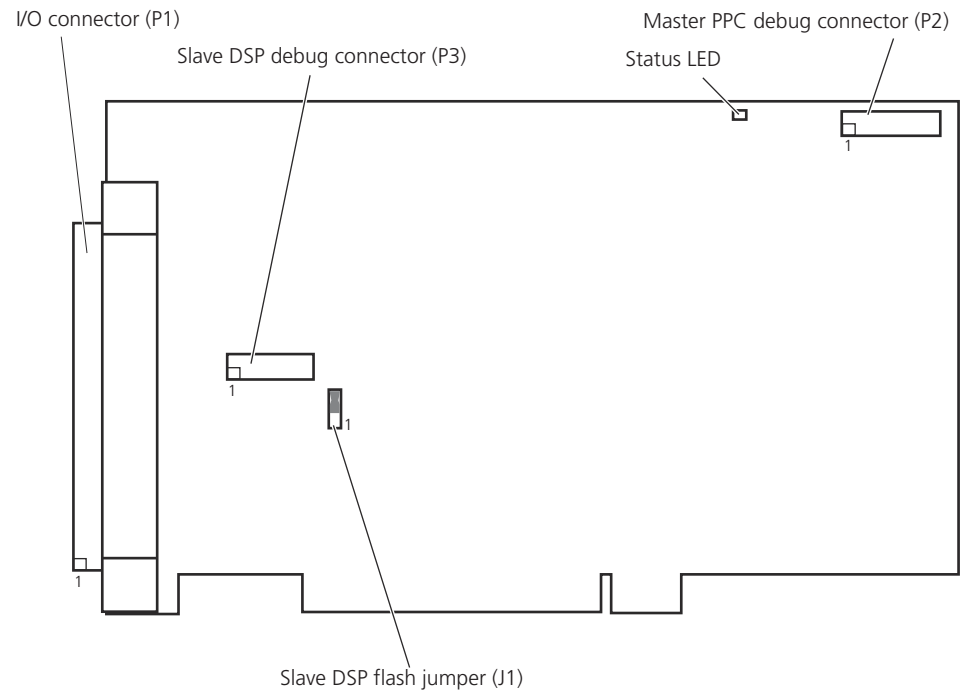 I/O connector (P1)
Master PPC debug connector (P2)
Slave DSP debug connector (P3)
Status LED
1
1
1
1
Slave DSP flash jumper (J1)